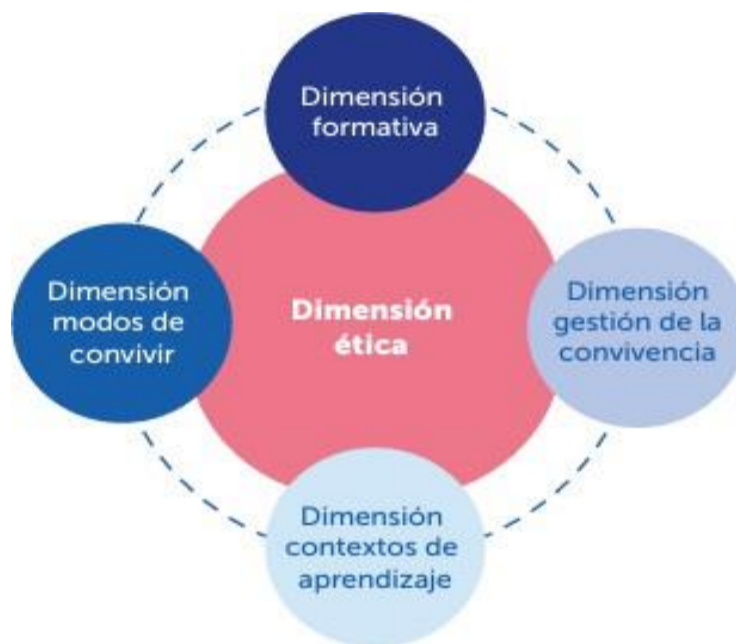 Dimensión
formativa
Dimensión
modos de
convivir
Dimensión
ética
Dimensión
gestión de la
convivencia
Dimensión
contextos de
aprendizaje